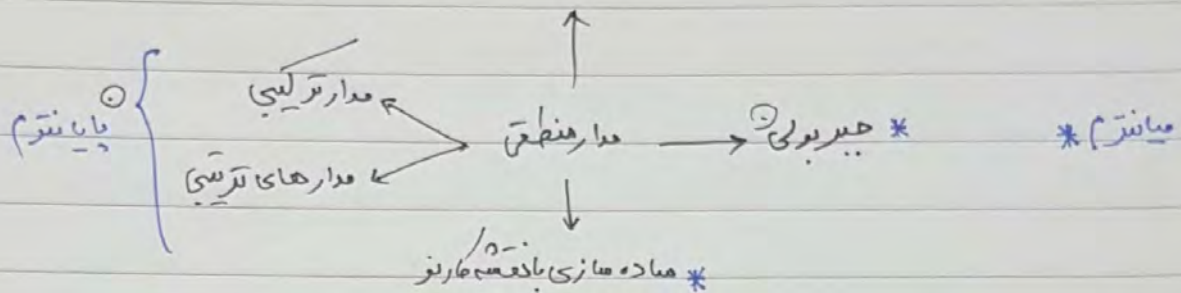 مدار ترکیبی
میانترم * * جبر بولی مدار منطقی پایانترم
مدارهای ترتیبی
* ساده سازی با نقشه کارنو